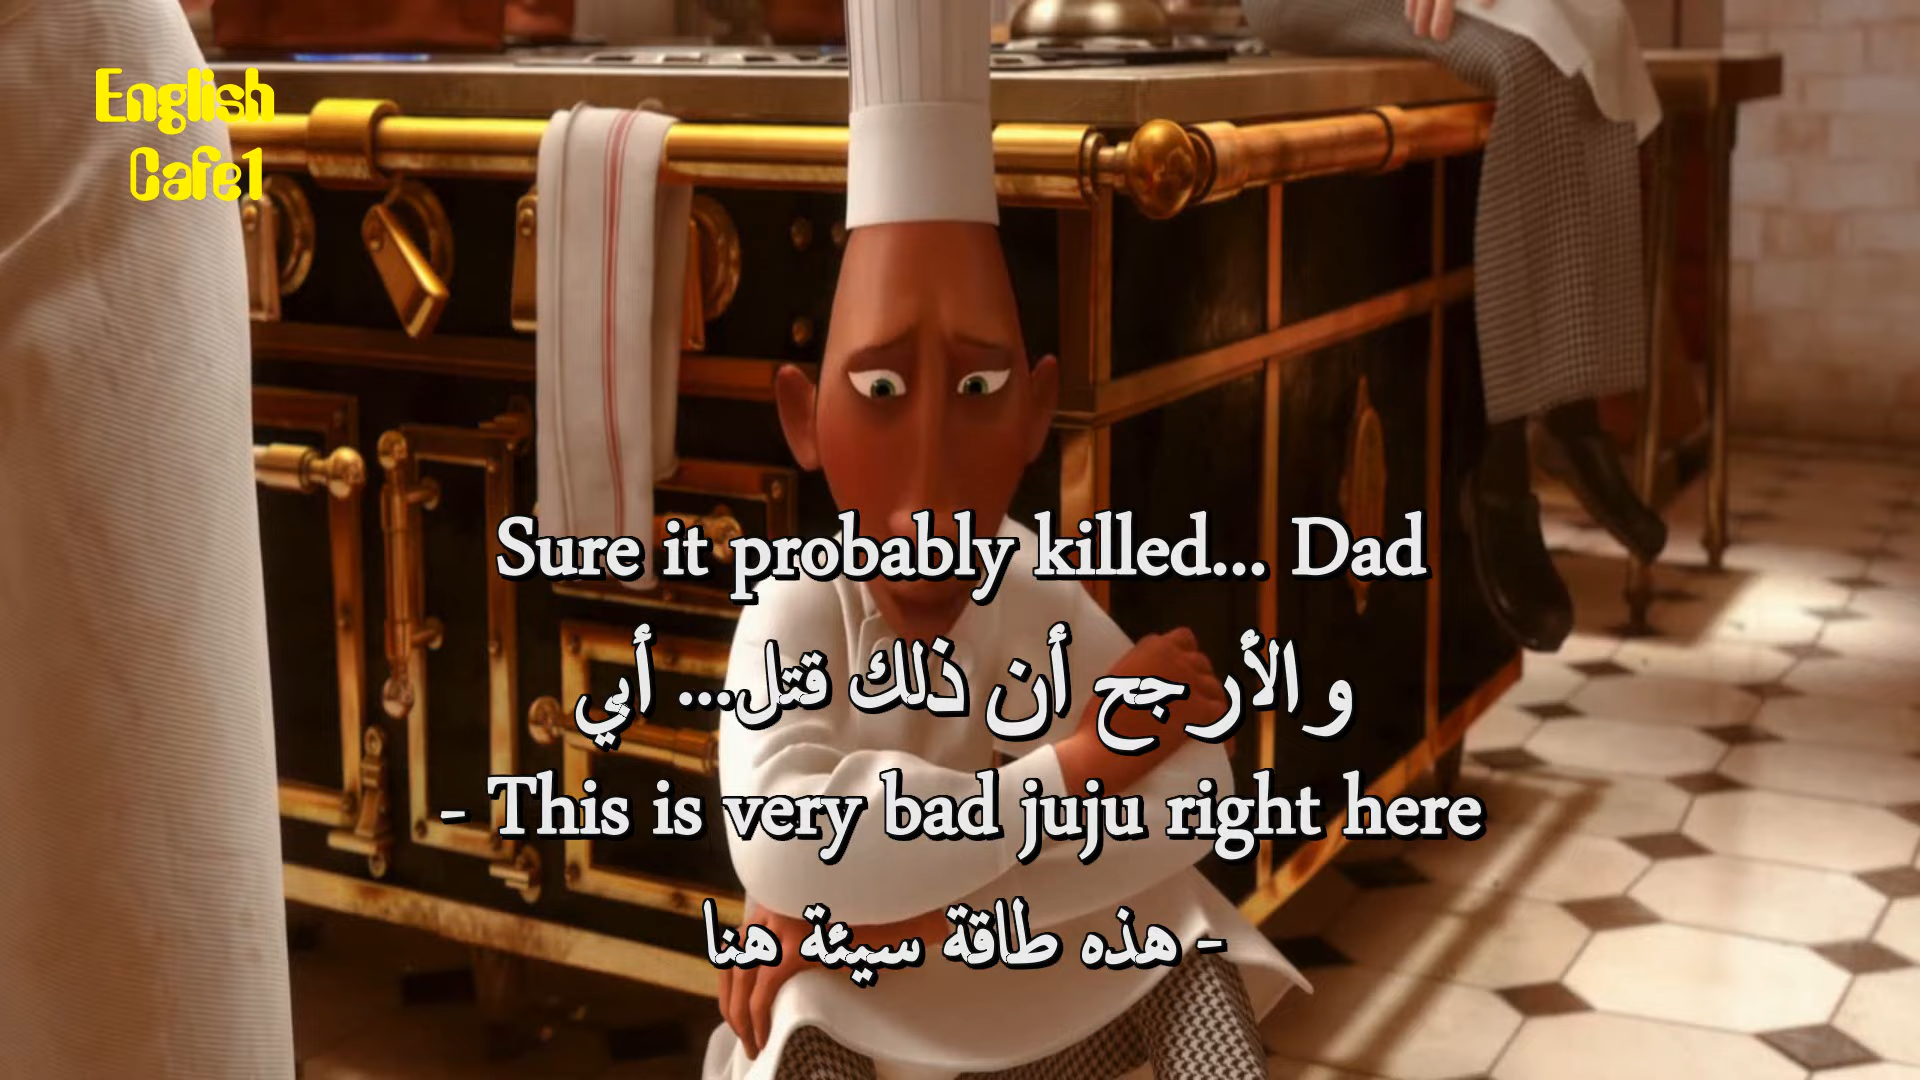 English
Cafe1
Sure it probably killed... Dad
والأرجح أن ذلك قتل... أبي
- This is very bad juju right here
- هذه طاقة سيئة هنا